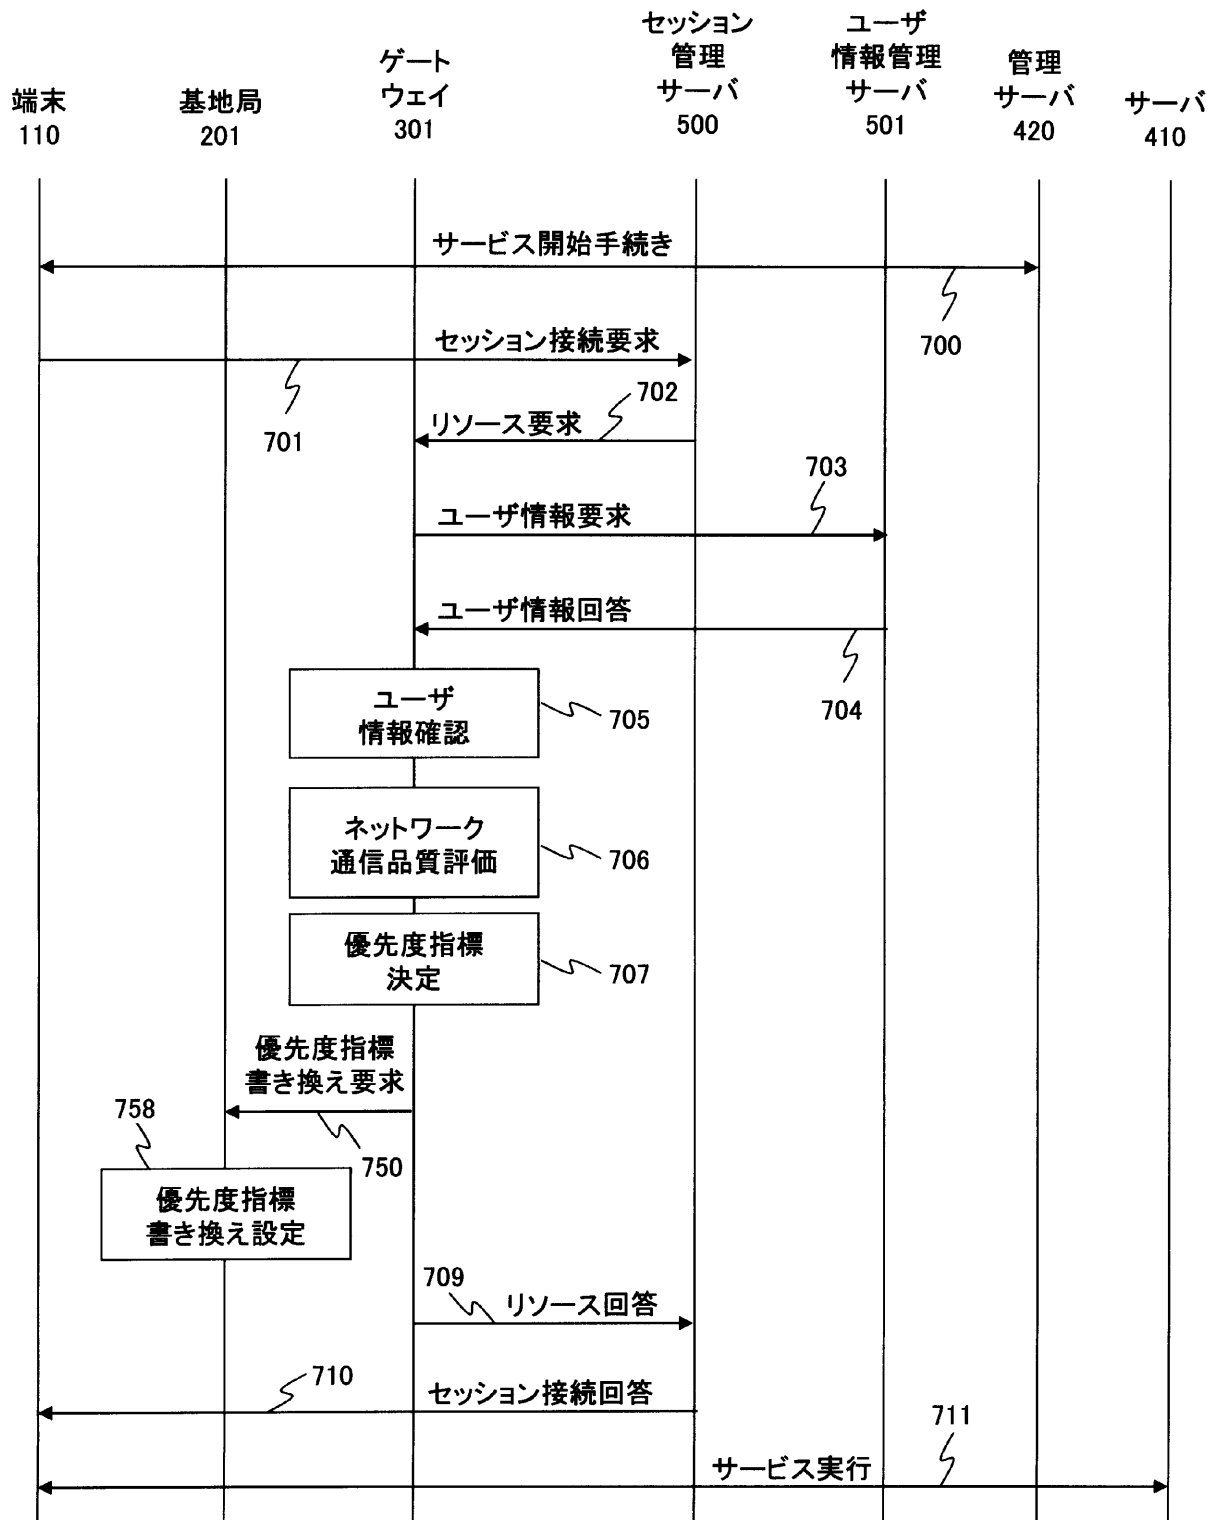 端末
110
基地局
201
ゲート
ウェイ
301
セッション
管理
サーバ
500
ユーザ
情報管理
サーバ
501
管理
サーバ
420
サーバ
410
サービス開始手続き
700
セッション接続要求
701
702
リソース要求
703
ユーザ情報要求
ユーザ情報回答
704
ユーザ
情報確認
705
ネットワーク
通信品質評価
706
優先度指標
決定
707
優先度指標
書き換え要求
750
758
優先度指標
書き換え設定
709
リソース回答
710
セッション接続回答
711
サービス実行